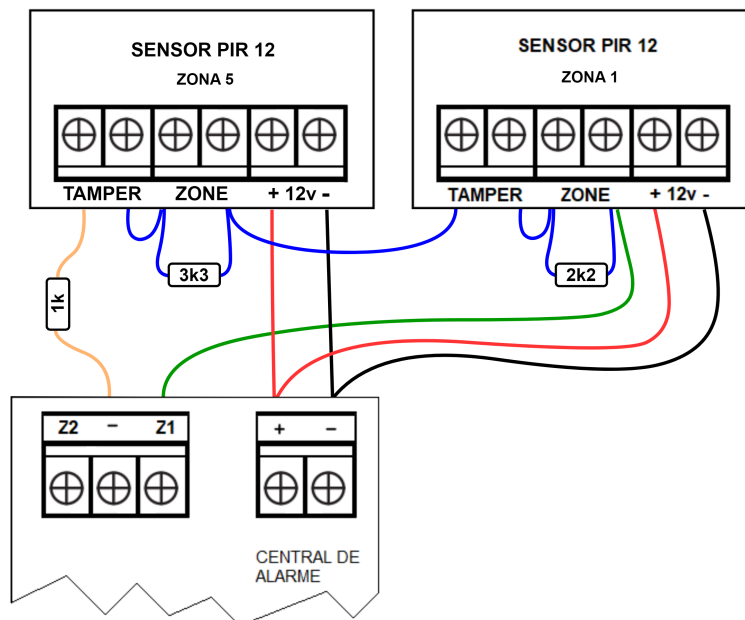 SENSOR PIR 12
ZONA 5
TAMPER ZONE + 12v -
3k3
SENSOR PIR 12
ZONA 1
TAMPER ZONE + 12v -
2k2
1k
Z2 - Z1
+ -
CENTRAL DE
ALARME